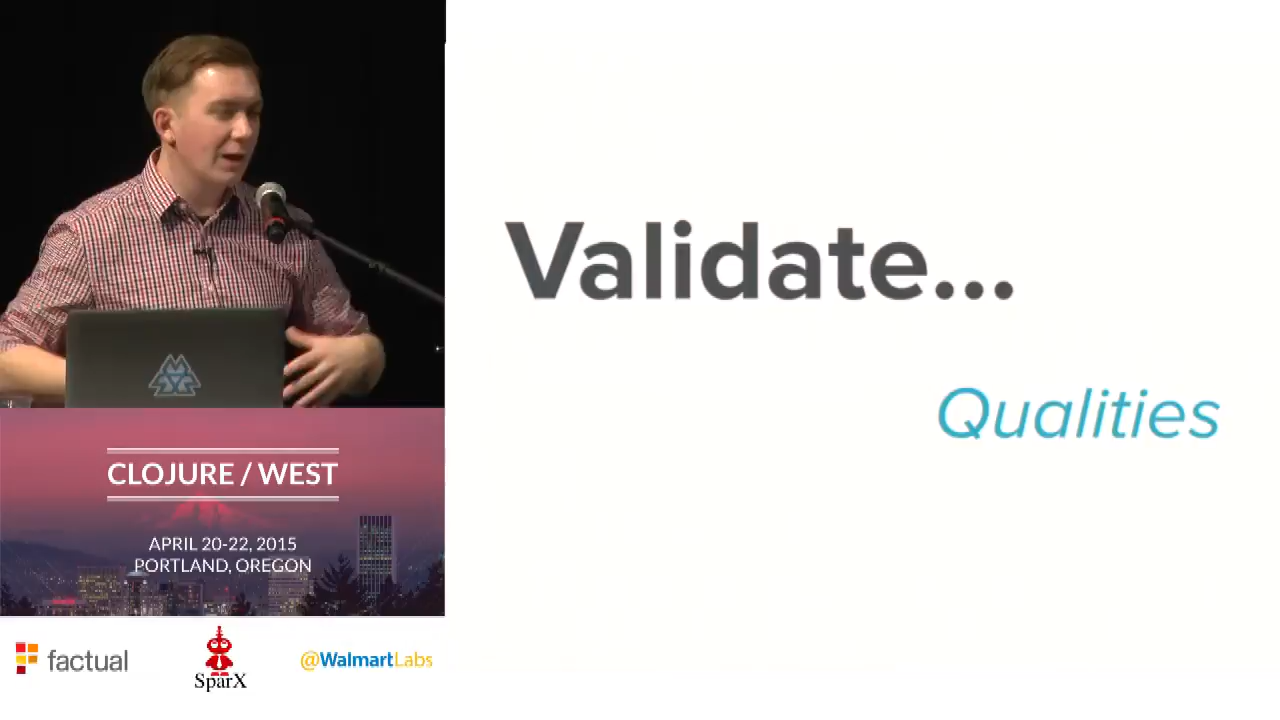 Validate...
Qualities
CLOJURE / WEST
APRIL 20-22, 2015
PORTLAND, OREGON
factual
SparX
@WalmartLabs